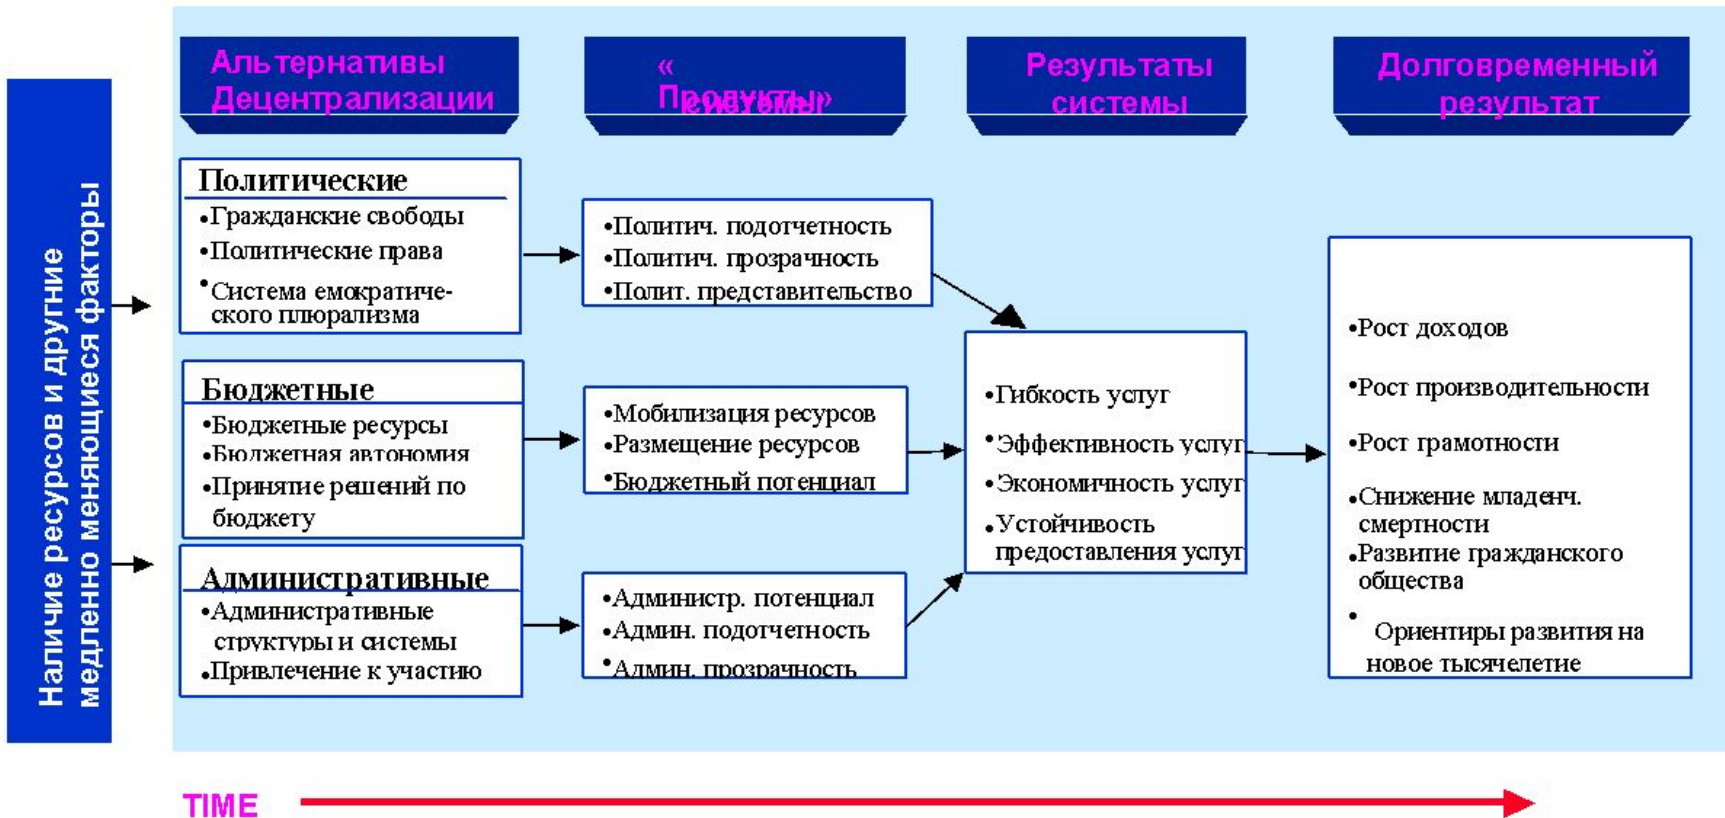 Наличие ресурсов и другние
медленно меняющиеся факторы
Альтернативы
Децентрализации
«
Продукты»
системы
Результаты
системы
Долговременный
результат
Политические
•Гражданские свободы
•Политические права
•Система емократиче-
ского плюрализма
Бюджетные
•Бюджетные ресурсы
•Бюджетная автономия
•Принятие решений по
бюджету
Административные
•Административные
структуры и системы
•Привлечение к участию
•Политич. подотчетность
•Политич. прозрачность
•Полит. представительство
•Мобилизация ресурсов
•Размещение ресурсов
•Бюджетный потенциал
•Администр. потенциал
•Админ. подотчетность
•Админ. прозрачность
•Гибкость услуг
•Эффективность услуг
•Экономичность услуг
•Устойчивость
предоставления услуг
•Рост доходов
•Рост производительности
•Рост грамотности
•Снижение младенч.
смертности
•Развитие гражданского
общества
•Ориентиры развития на
новое тысячелетие
TIME